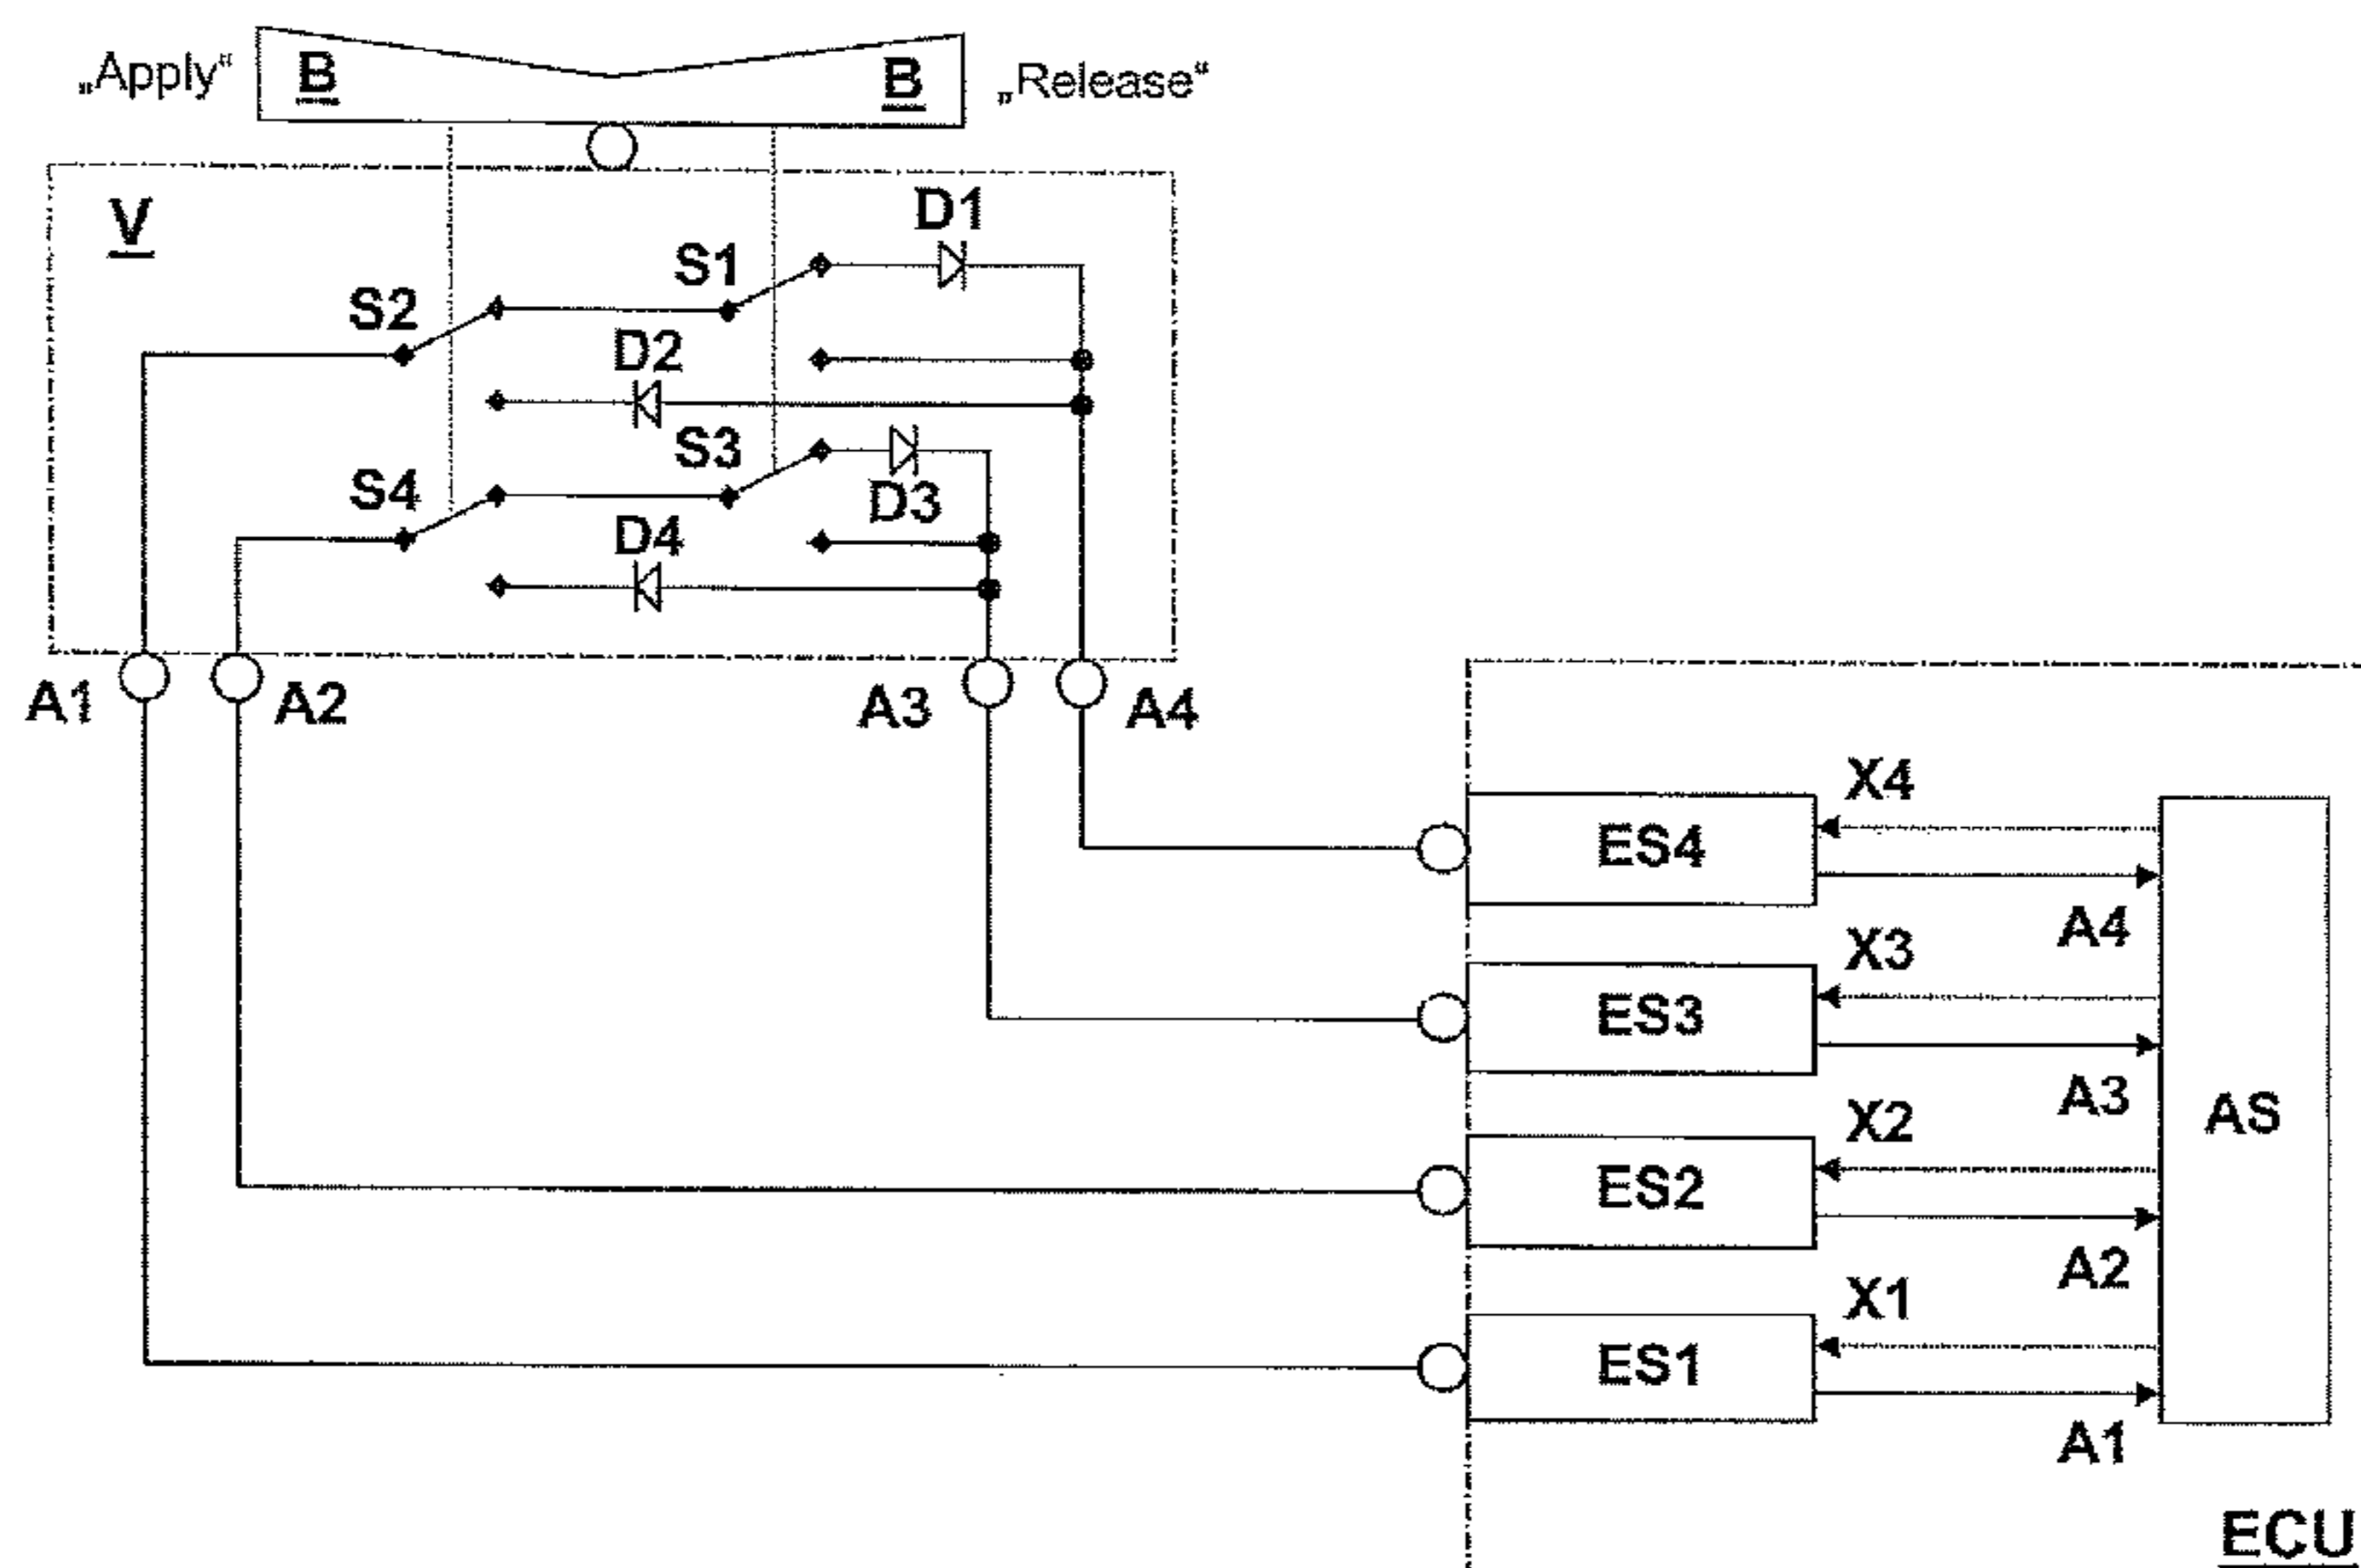 „Apply“ B B „Release“
V
D1
S1
S2
D2
S3
S4
D3
D4
A1 A2 A3 A4
X4
ES4
A4
X3
ES3
A3
AS
X2
ES2
A2
X1
ES1
A1
ECU